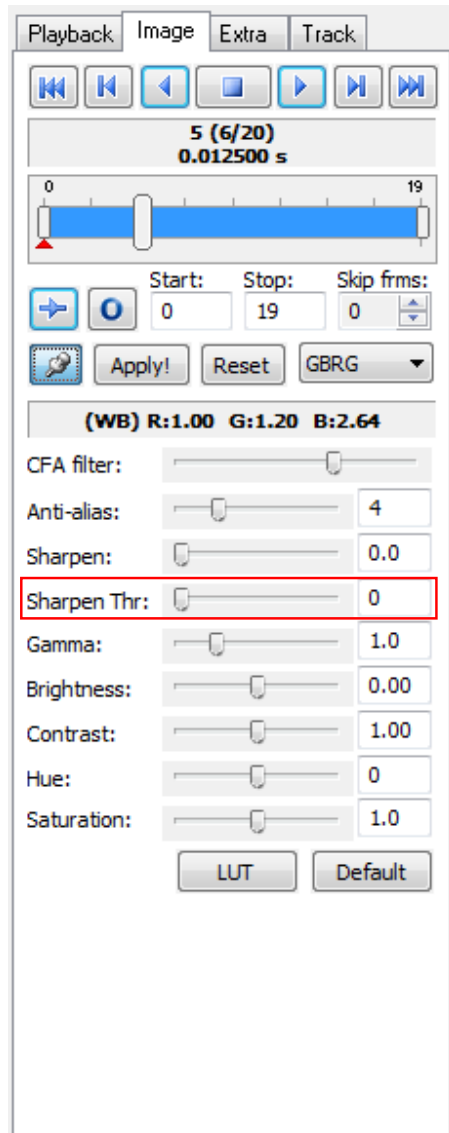 Playback Image Extra Track
5 (6/20)
0.012500 s
0 19
Start: Stop: Skip frms:
0 19 0
Apply! Reset GBRG
(WB) R:1.00 G:1.20 B:2.64
CFA filter:
Anti-alias: 4
Sharpen: 0.0
Sharpen Thr: 0
Gamma: 1.0
Brightness: 0.00
Contrast: 1.00
Hue: 0
Saturation: 1.0
LUT Default